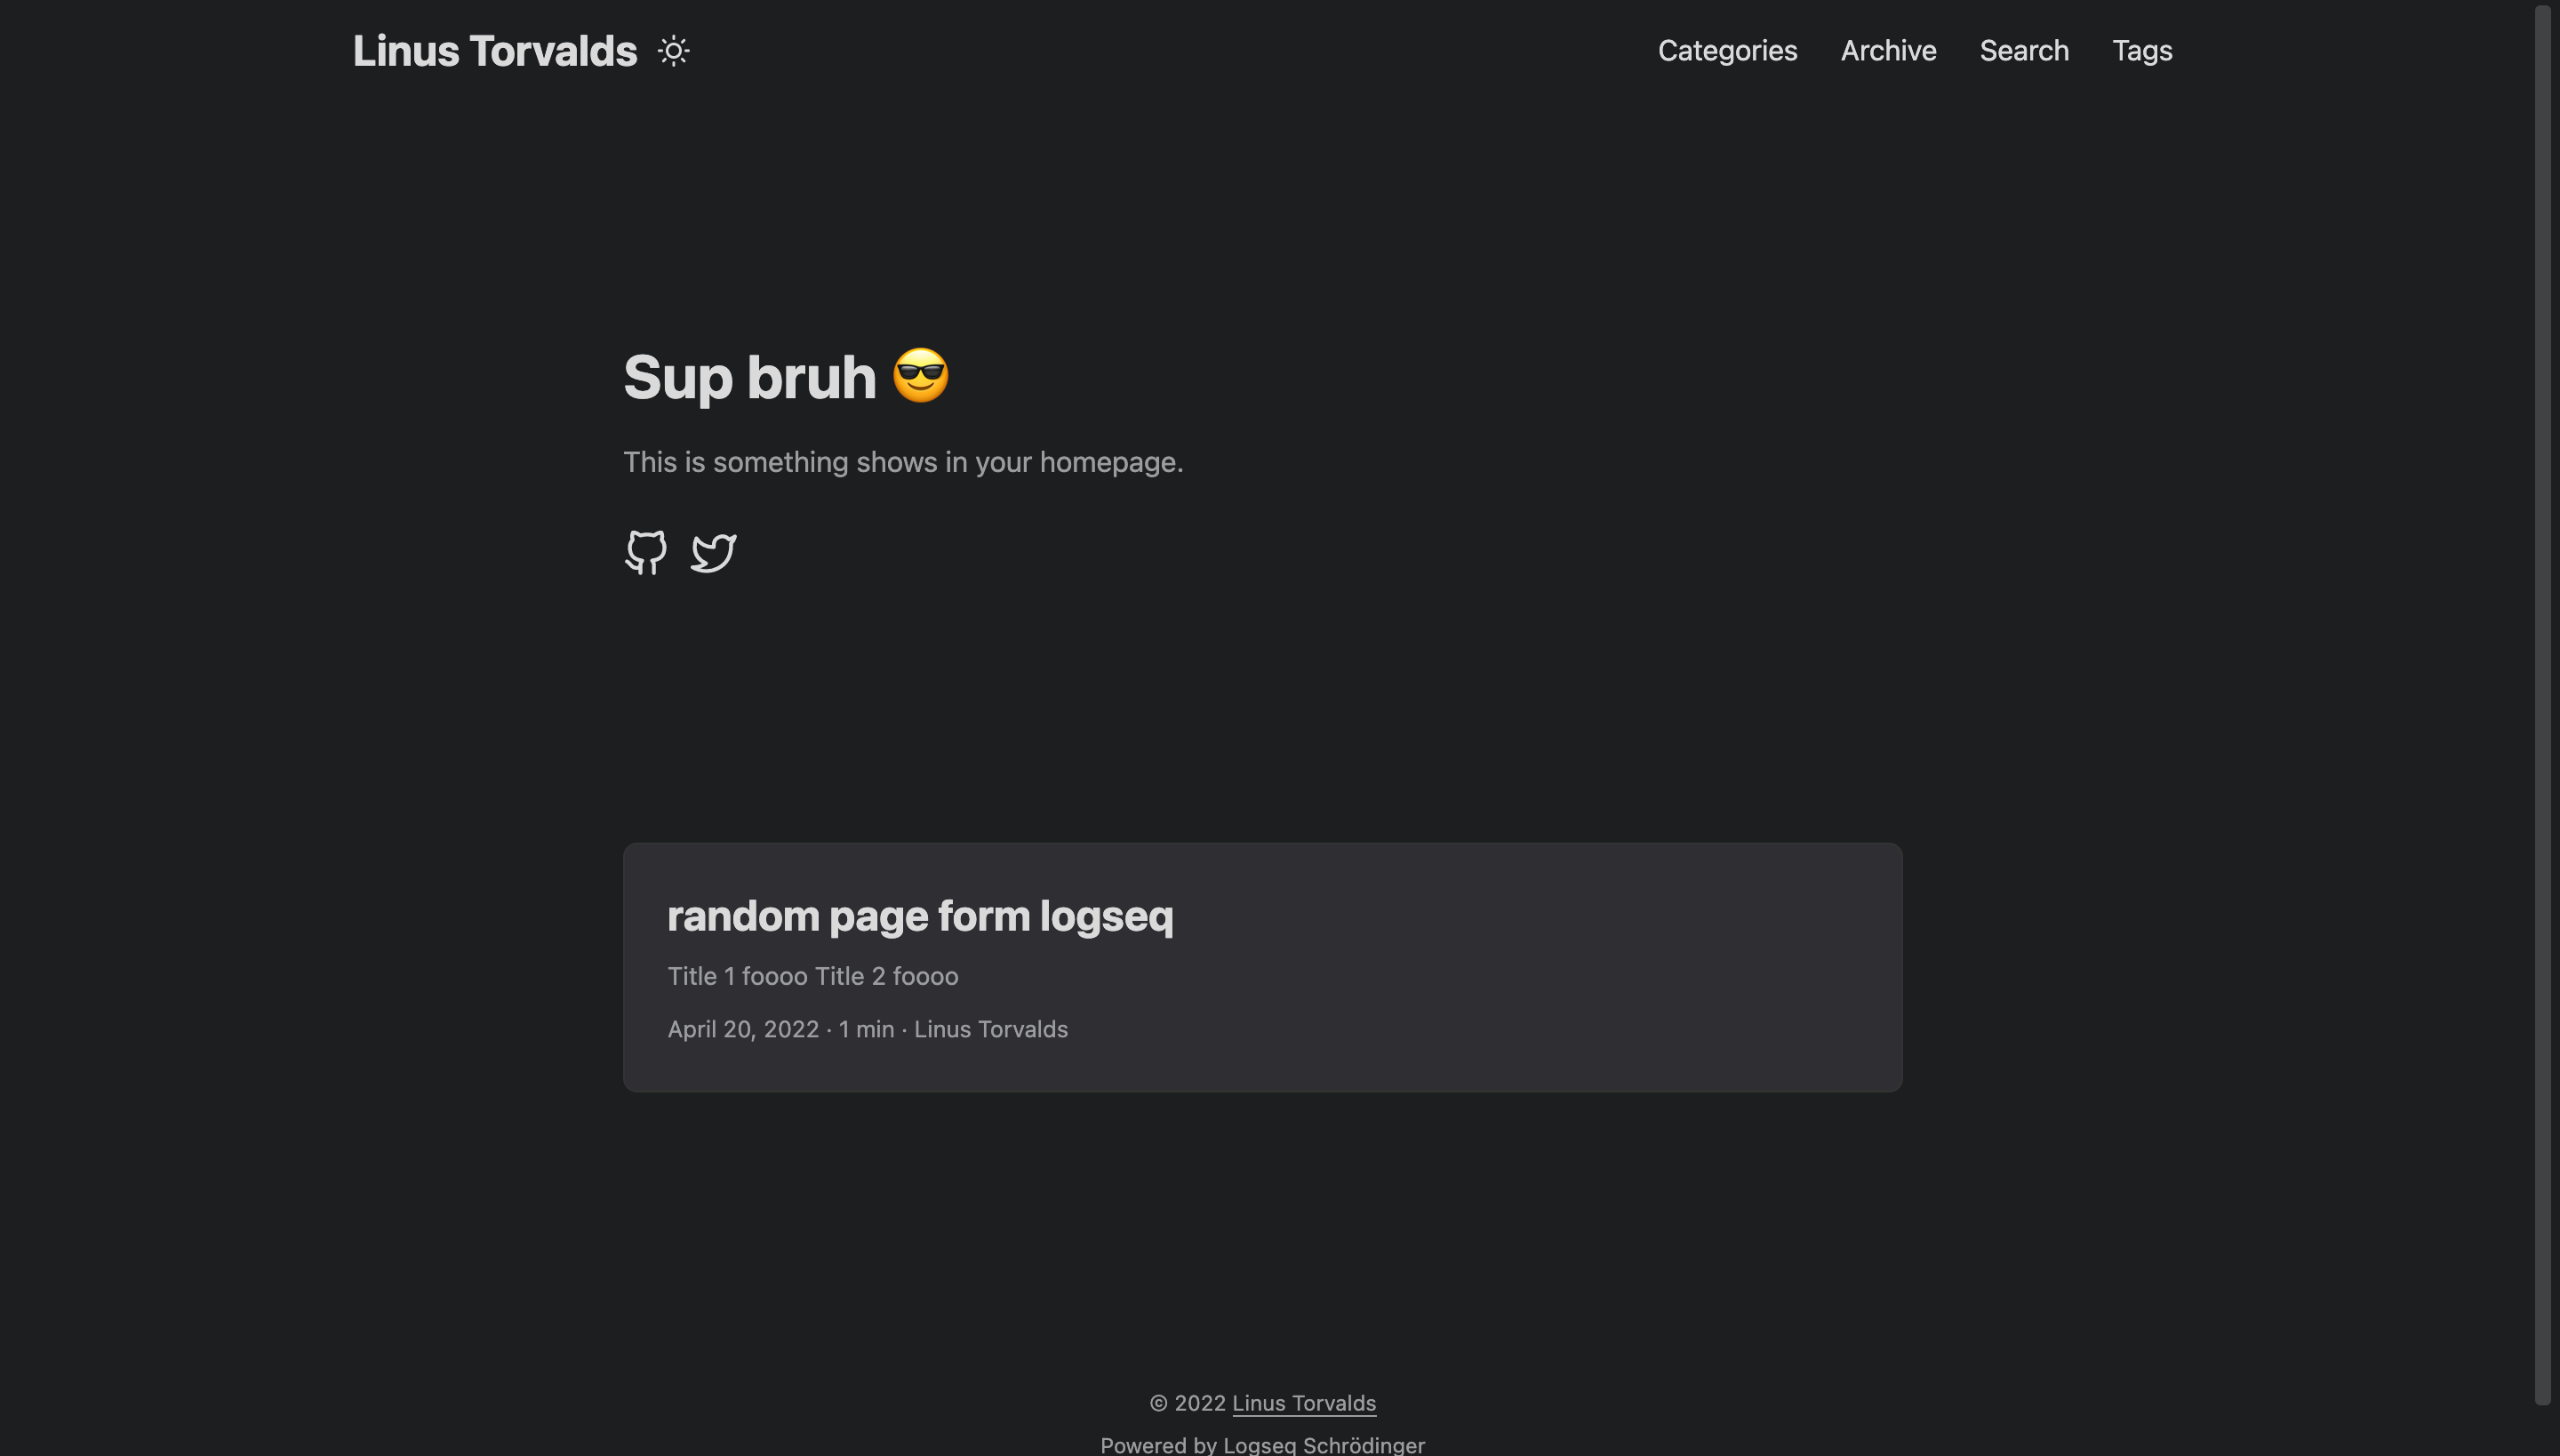 Linus Torvalds
Categories Archive Search Tags
Sup bruh 😎
This is something shows in your homepage.
random page form logseq
Title 1 foooo Title 2 foooo
April 20, 2022 · 1 min · Linus Torvalds
© 2022 Linus Torvalds
Powered by Logseq Schrödinger